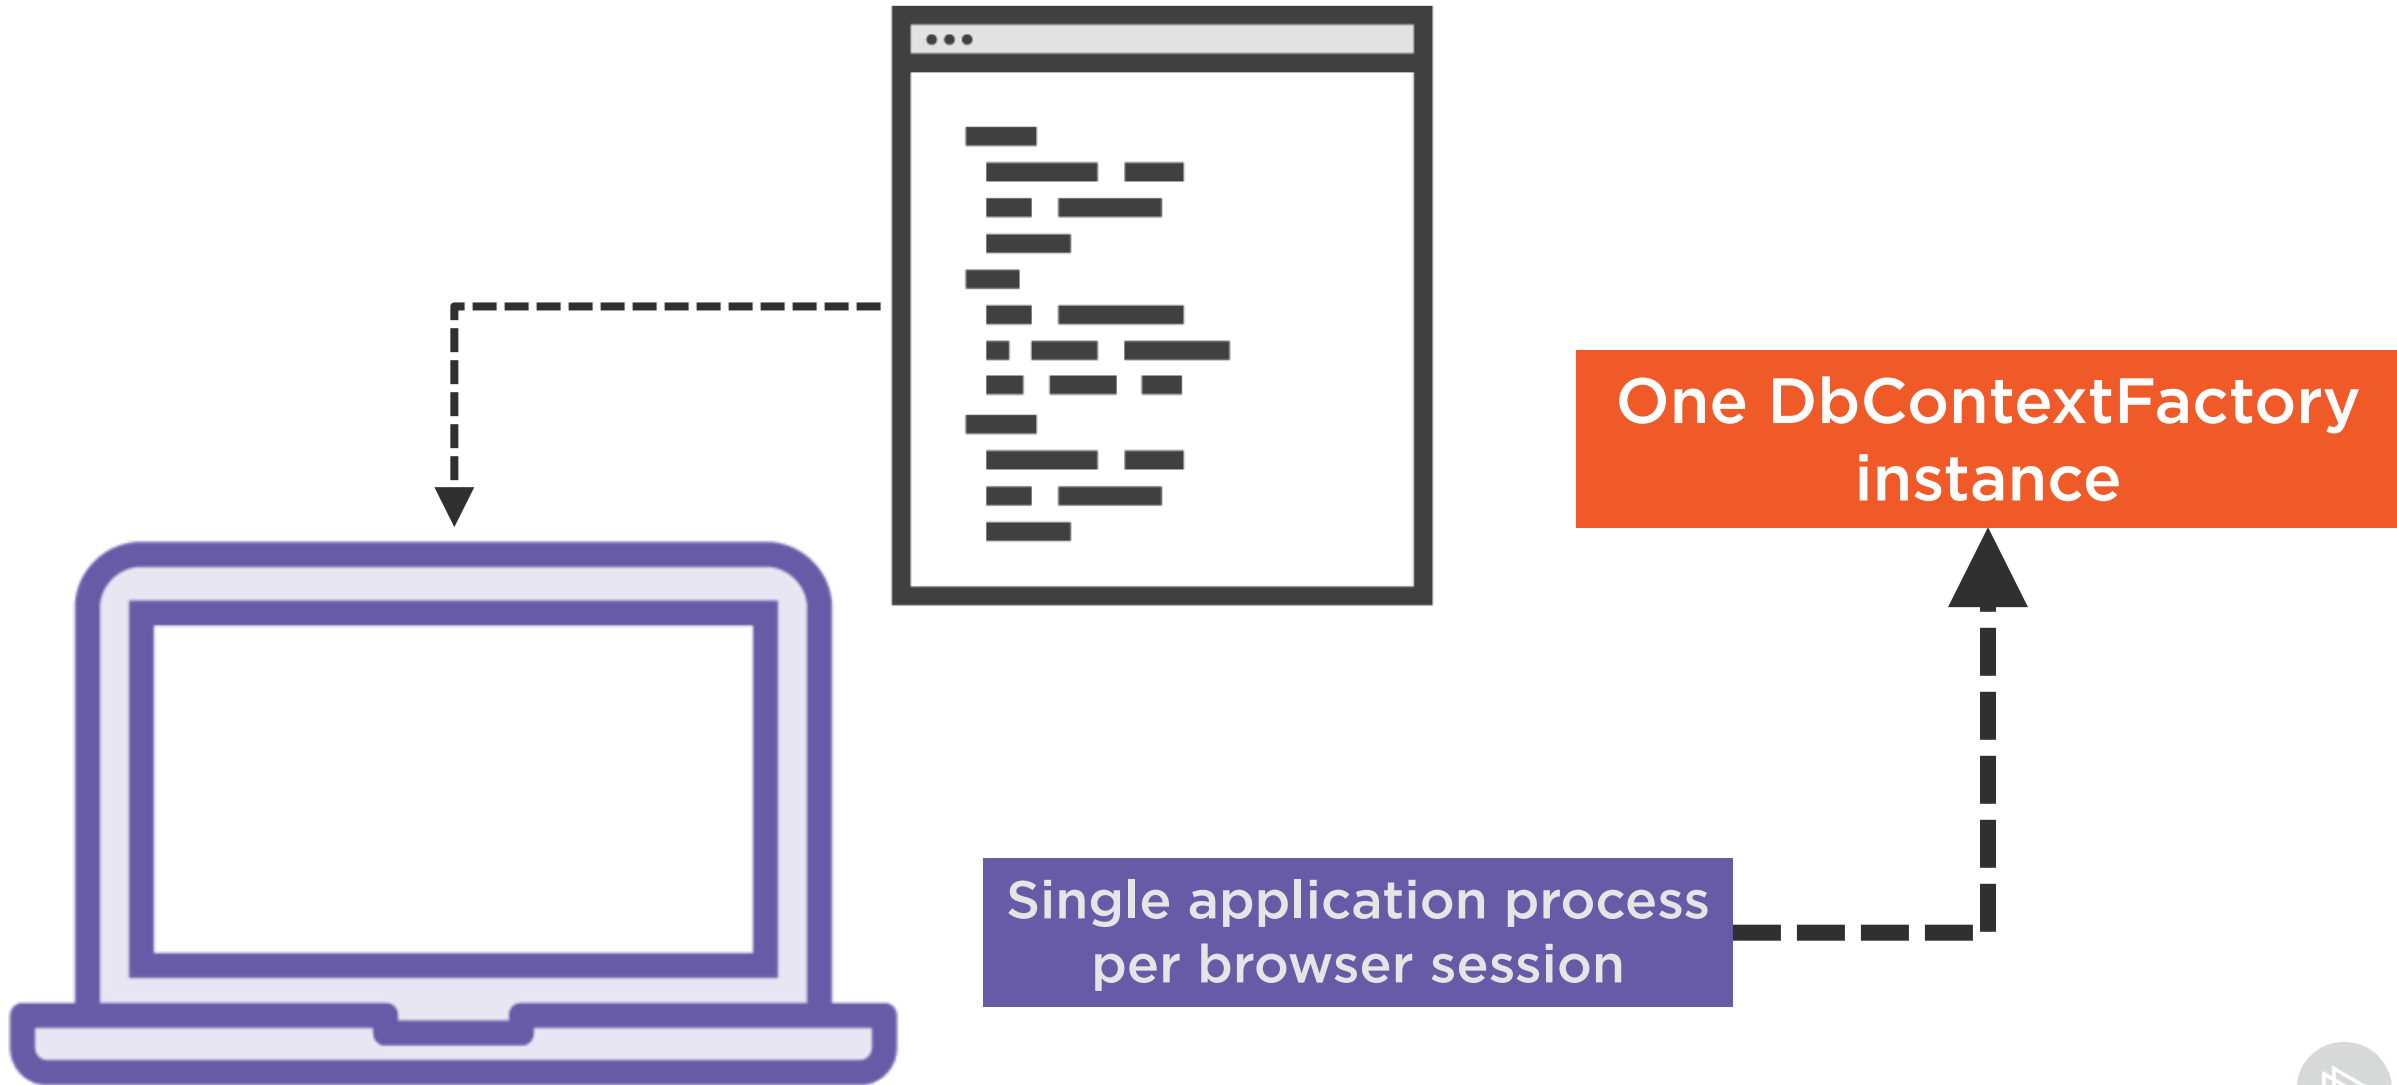 One DbContextFactory
instance
Single application process
per browser session